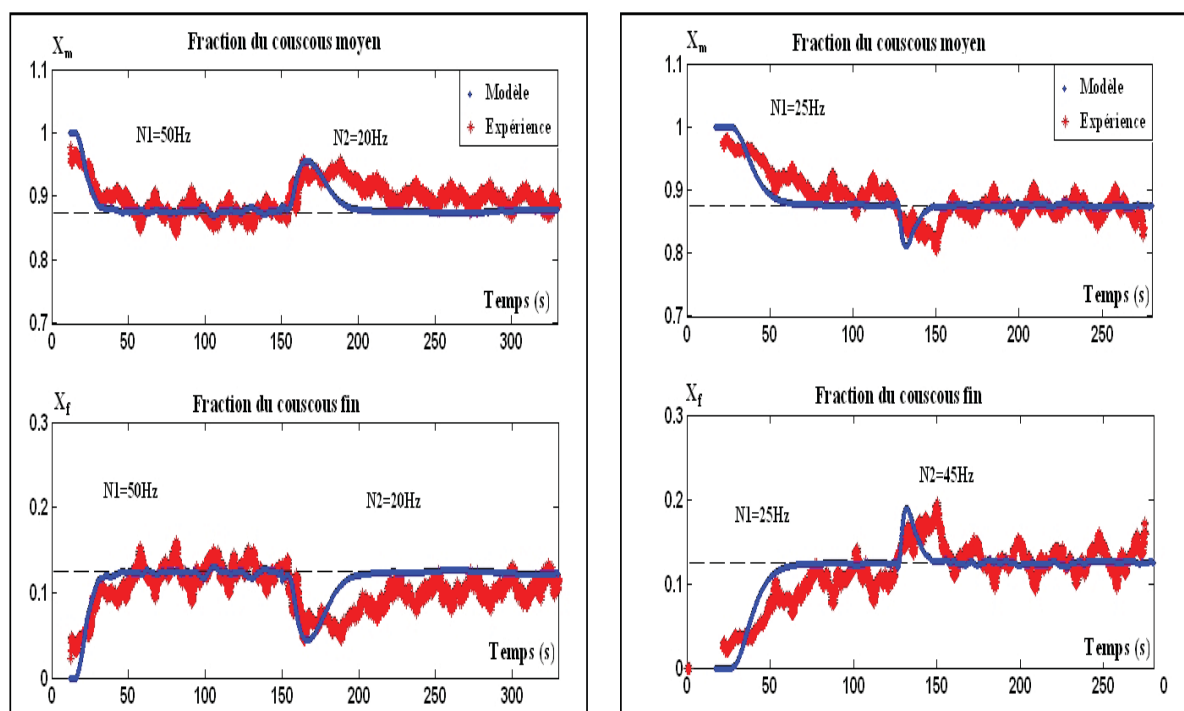 Fraction du couscous moyen
X_m
1.1
1
0.9
0.8
0.7
Modèle
Expérience
N1=50Hz
N2=20Hz
Temps (s)
0 50 100 150 200 250 300
Fraction du couscous fin
X_f
0.3
0.2
0.1
0
N1=50Hz
N2=20Hz
Temps (s)
0 50 100 150 200 250 300
Fraction du couscous moyen
X_m
1.1
1
0.9
0.8
0.7
Modèle
Expérience
N1=25Hz
Temps (s)
0 50 100 150 200 250
Fraction du couscous fin
X_f
0.3
0.2
0.1
0
N2=45Hz
N1=25Hz
Temps (s)
0 50 100 150 200 250 0